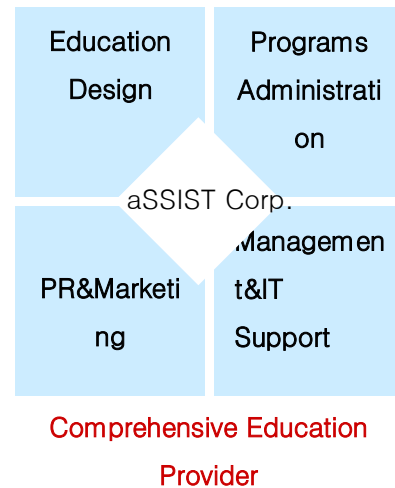 Education
Design
Programs
Administrati
on
aSSIST Corp.
PR&Marketi
ng
Managemen
t&IT
Support
Comprehensive Education
Provider